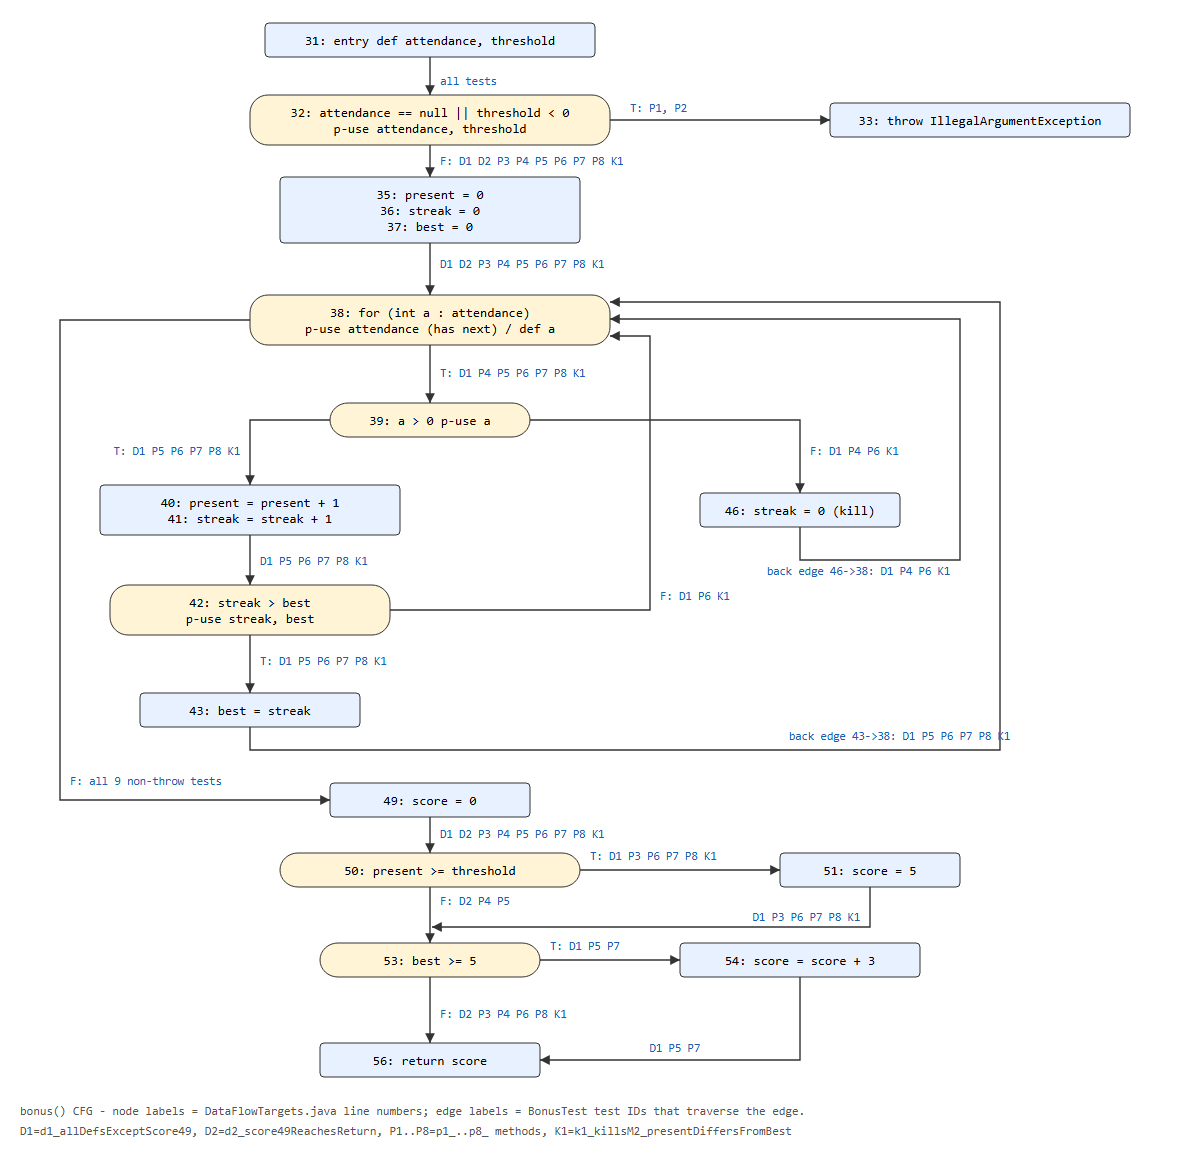 31: entry def attendance, threshold
all tests
32: attendance == null || threshold < 0
p-use attendance, threshold
T: P1, P2
33: throw IllegalArgumentException
F: D1 D2 P3 P4 P5 P6 P7 P8 K1
35: present = 0
36: streak = 0
37: best = 0
D1 D2 P3 P4 P5 P6 P7 P8 K1
38: for (int a : attendance)
p-use attendance (has next) / def a
T: D1 P4 P5 P6 P7 P8 K1
39: a > 0 p-use a
T: D1 P5 P6 P7 P8 K1
F: D1 P4 P6 K1
40: present = present + 1
41: streak = streak + 1
46: streak = 0 (kill)
D1 P5 P6 P7 P8 K1
back edge 46->38: D1 P4 P6 K1
42: streak > best
p-use streak, best
F: D1 P6 K1
T: D1 P5 P6 P7 P8 K1
43: best = streak
back edge 43->38: D1 P5 P6 P7 P8 K1
F: all 9 non-throw tests
49: score = 0
D1 D2 P3 P4 P5 P6 P7 P8 K1
50: present >= threshold
T: D1 P3 P6 P7 P8 K1
51: score = 5
F: D2 P4 P5
D1 P3 P6 P7 P8 K1
53: best >= 5
T: D1 P5 P7
54: score = score + 3
F: D2 P3 P4 P6 P8 K1
D1 P5 P7
56: return score
bonus() CFG - node labels = DataFlowTargets.java line numbers; edge labels = BonusTest test IDs that traverse the edge.
D1=d1_allDefsExceptScore49, D2=d2_score49ReachesReturn, P1..P8=p1_..p8_ methods, K1=k1_killsM2_presentDiffersFromBest